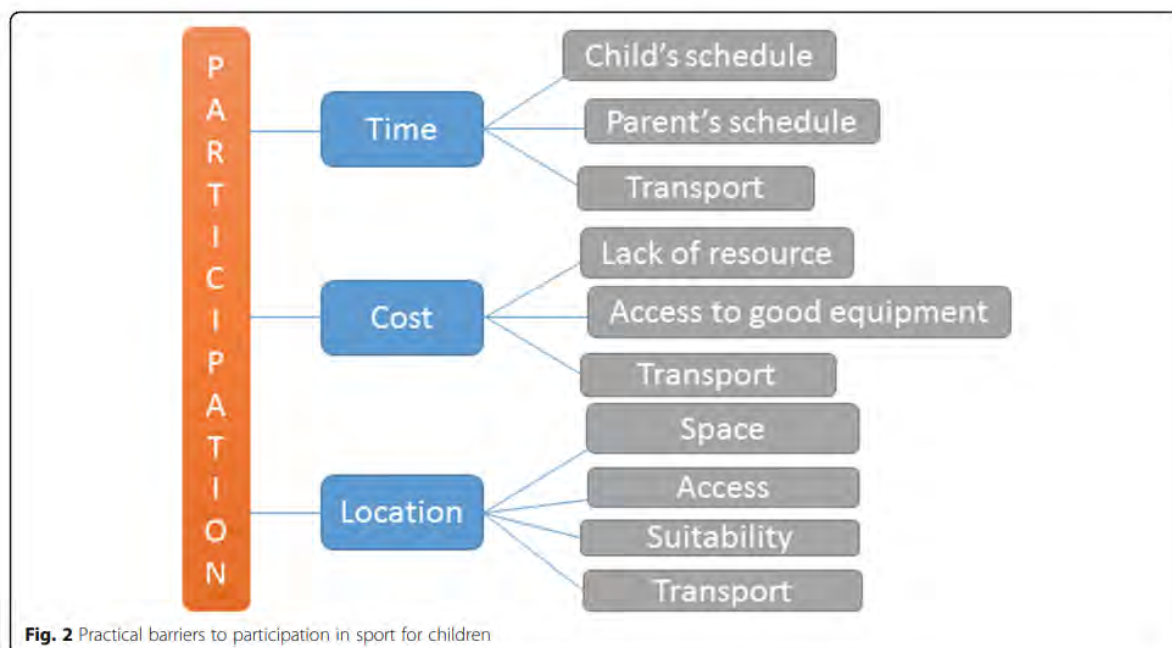 PARTICIPATION
Time
Child's schedule
Parent's schedule
Transport
Cost
Lack of resource
Access to good equipment
Transport
Location
Space
Access
Suitability
Transport
Fig. 2 Practical barriers to participation in sport for children